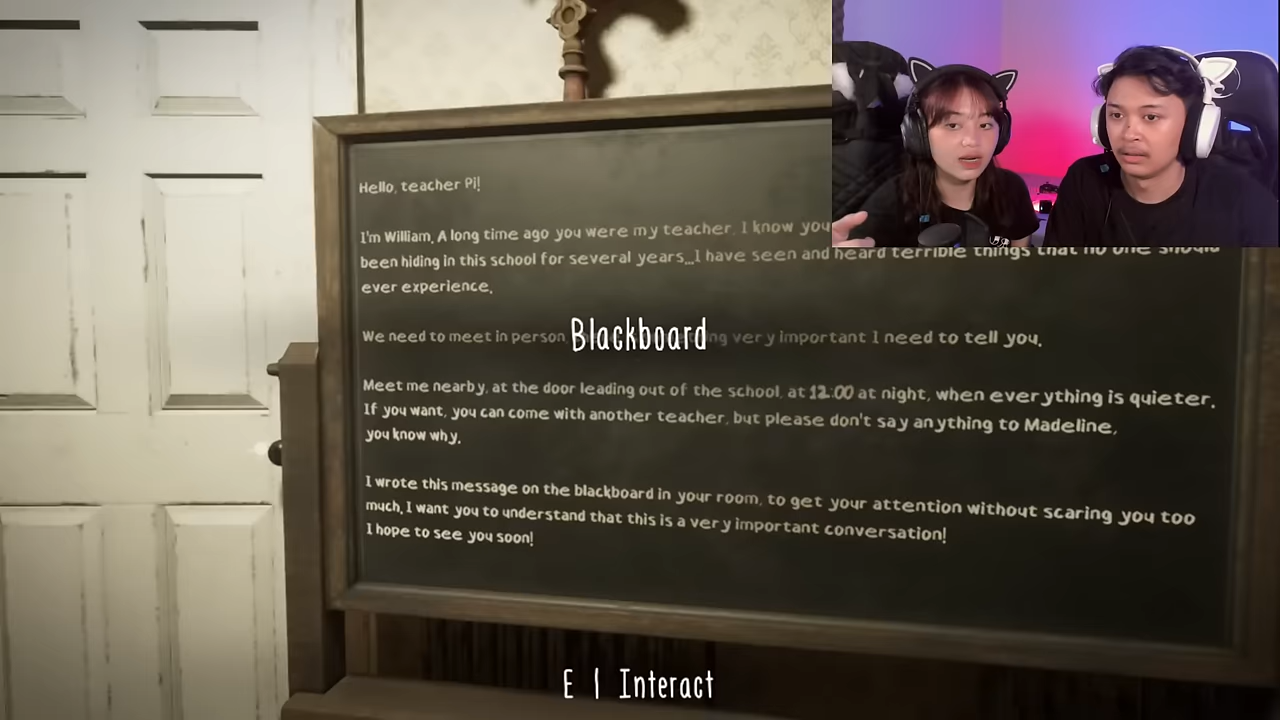 Hello, teacher Pi!
I'm William. A long time ago you were my teacher. I know you
been hiding in this school for several years...I have seen and heard terrible things that no one should
ever experience.
We need to meet in person
very important I need to tell you.
Blackboard
Meet me nearby, at the door leading out of the school, at 12:00 at night, when everything is quieter.
If you want, you can come with another teacher, but please don't say anything to Madeline,
you know why.
I wrote this message on the blackboard in your room, to get your attention without scaring you too
much. I want you to understand that this is a very important conversation!
I hope to see you soon!
E | Interact